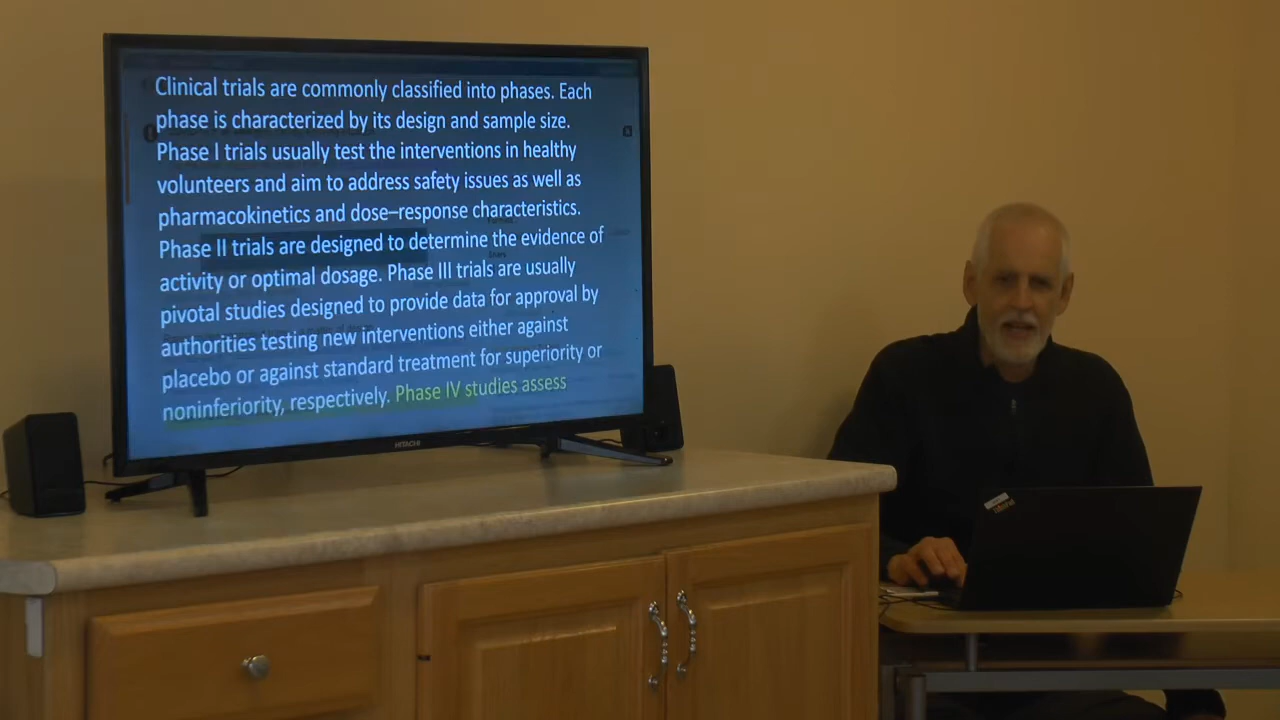 Clinical trials are commonly classified into phases. Each
phase is characterized by its design and sample size.
Phase I trials usually test the interventions in healthy
volunteers and aim to address safety issues as well as
pharmacokinetics and dose–response characteristics.
Phase II trials are designed to determine the evidence of
activity or optimal dosage. Phase III trials are usually
pivotal studies designed to provide data for approval by
authorities testing new interventions either against
placebo or against standard treatment for superiority or
noninferiority, respectively. Phase IV studies assess
HITACHI